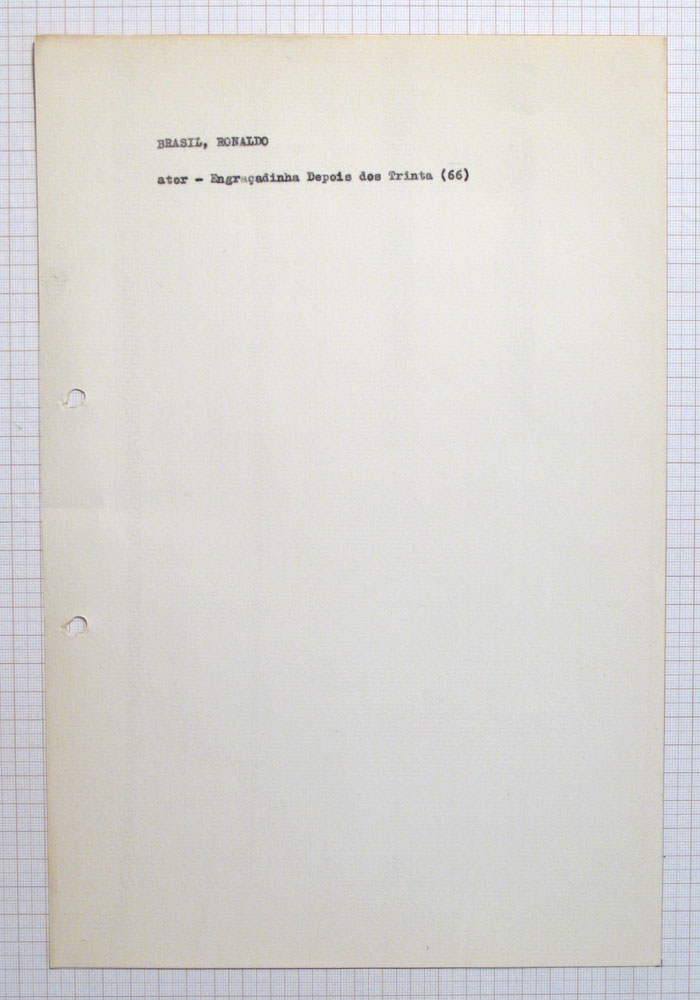 BRASIL, RONALDO
ator - Engraçadinha Depois dos Trinta (66)